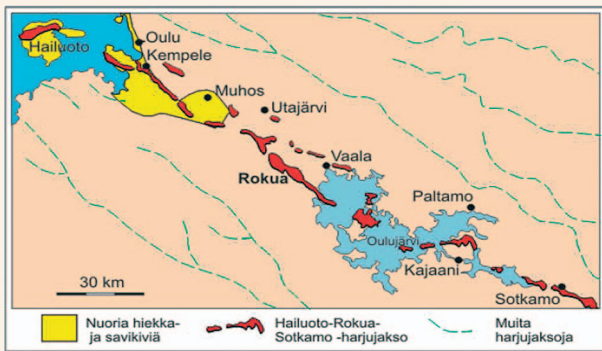 Hailuoto
Oulu
Kempele
Muhos
Utajärvi
Vaala
Rokua
Paltamo
Oulujärvi
Kajaani
Sotkamo
30 km
Nuoria hiekka-
ja savikiviä
Hailuoto-Rokua-
Sotkamo -harjujakso
Muita
harjujaksoja